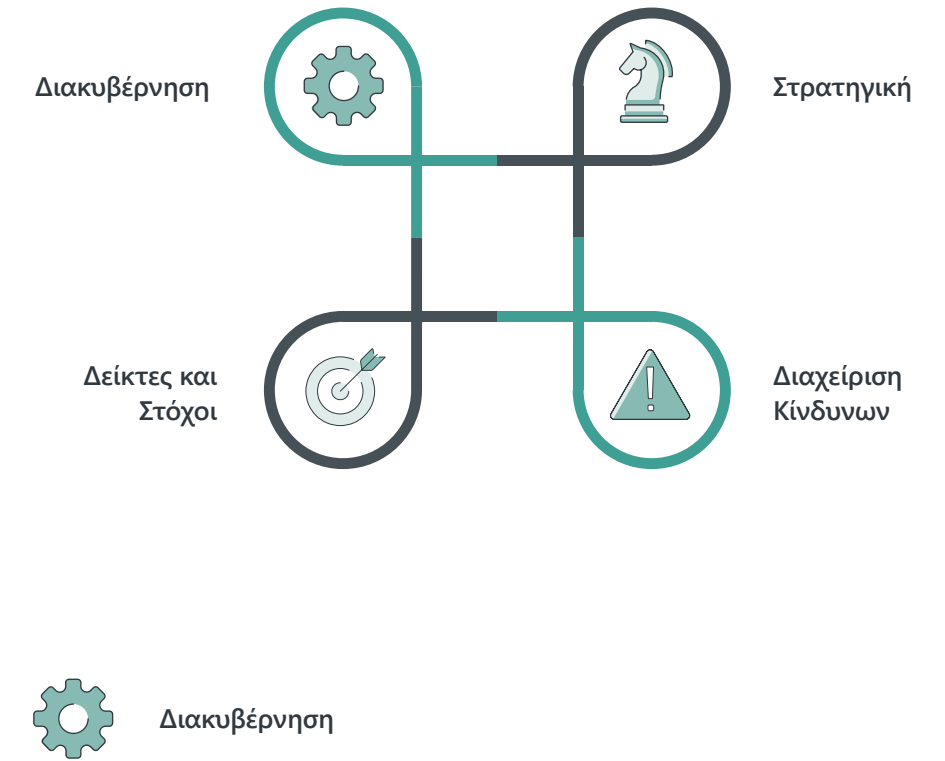 Διακυβέρνηση
Στρατηγική
Δείκτες και
Στόχοι
Διαχείριση
Κίνδυνων
Διακυβέρνηση